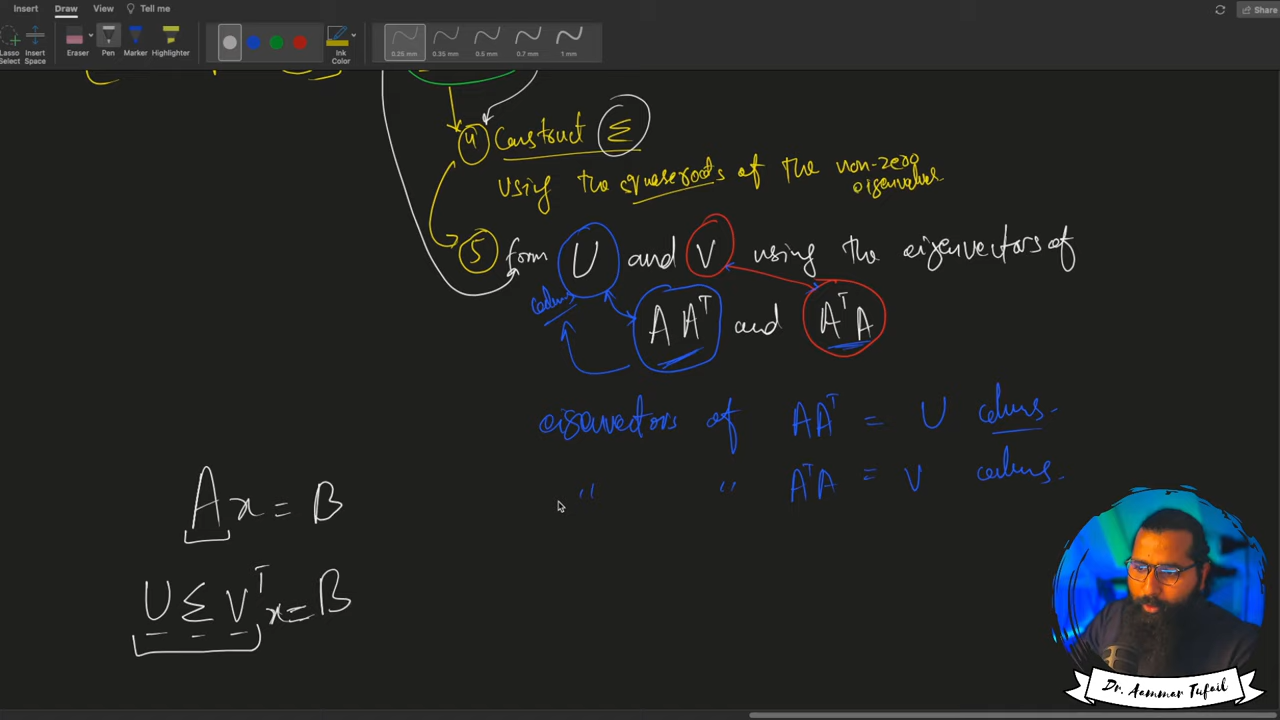 Insert Draw View Tell me
Share
Lasso Select
Insert Space
Eraser
Pen
Marker
Highlighter
Ink Color
0.25 mm
0.35 mm
0.5 mm
0.7 mm
1 mm
4 Construct Σ
using the squareroots of the non-zero
eigenvalues
5 form U and V using the eigenvectors of
colums
A Aᵀ and AᵀA
eigenvectors of AAᵀ = U colums.
" " AᵀA = V colums.
Ax = B
UΣVᵀx = B
Dr. Aammar Tufail